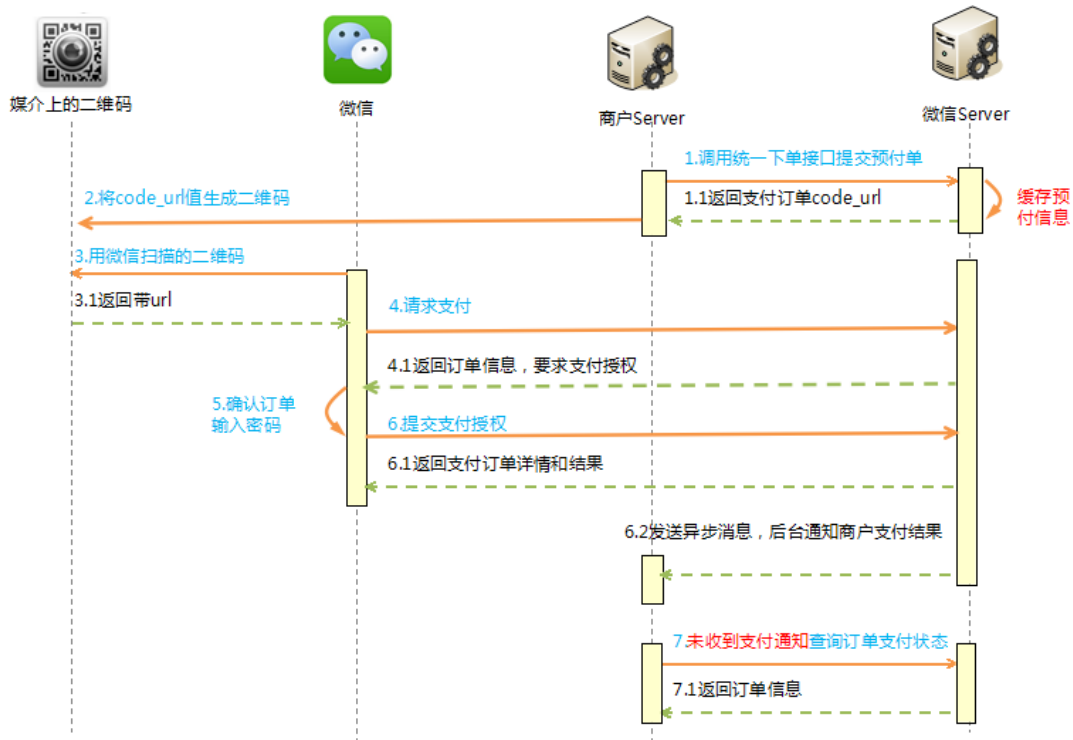 媒介上的二维码
微信
商户Server
微信Server
1.调用统一下单接口提交预付单
2.将code_url值生成二维码
1.1返回支付订单code_url
缓存预
付信息
3.用微信扫描的二维码
3.1返回带url
4.请求支付
4.1返回订单信息，要求支付授权
5.确认订单
输入密码
6.提交支付授权
6.1返回支付订单详情和结果
6.2发送异步消息，后台通知商户支付结果
7.未收到支付通知查询订单支付状态
7.1返回订单信息